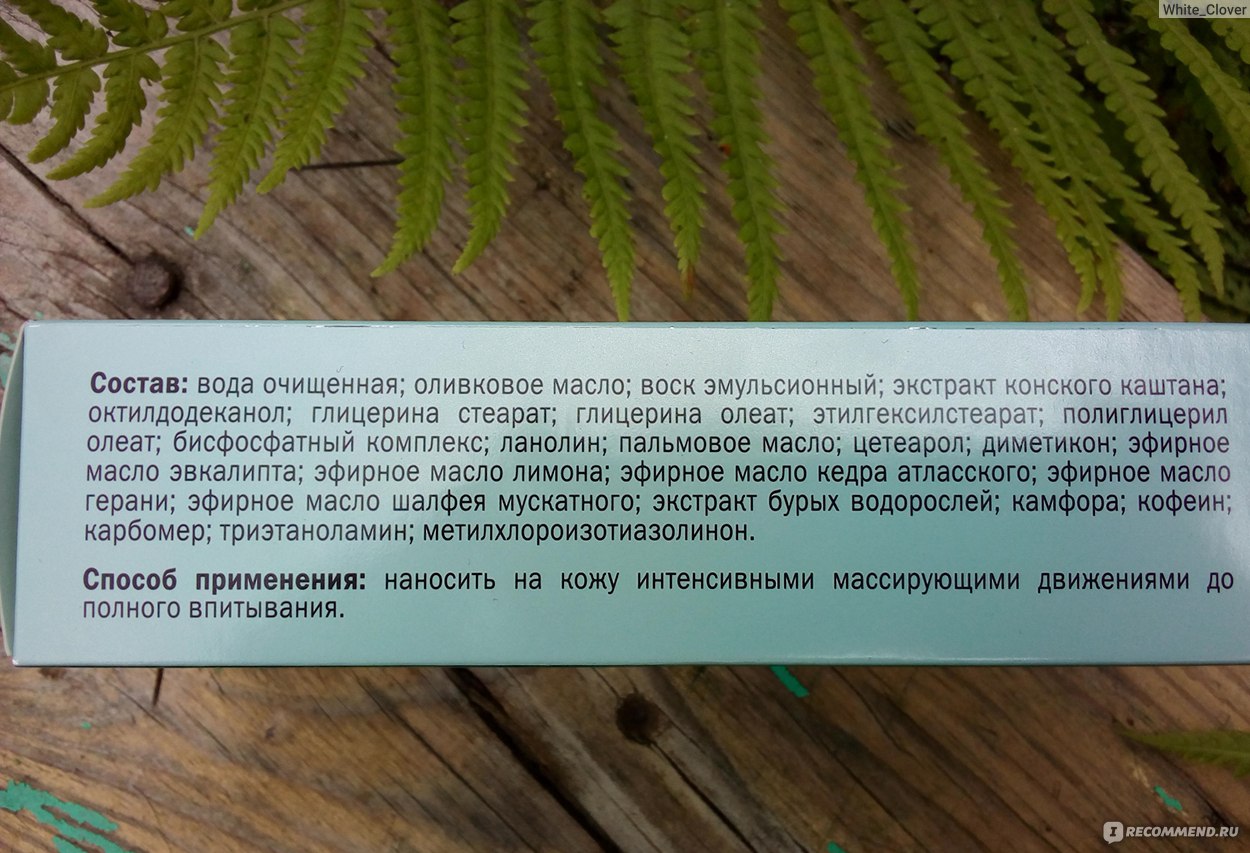 White_Clover
Состав: вода очищенная; оливковое масло; воск эмульсионный; экстракт конского каштана;
октилдодеканол; глицерина стеарат; глицерина олеат; этилгексилстеарат; полиглицерил
олеат; бисфосфатный комплекс; ланолин; пальмовое масло; цетеарол; диметикон; эфирное
масло эвкалипта; эфирное масло лимона; эфирное масло кедра атласского; эфирное масло
герани; эфирное масло шалфея мускатного; экстракт бурых водорослей; камфора; кофеин;
карбомер; триэтаноламин; метилхлороизотиазолинон.
Способ применения: наносить на кожу интенсивными массирующими движениями до
полного впитывания.
I RECOMMEND.RU